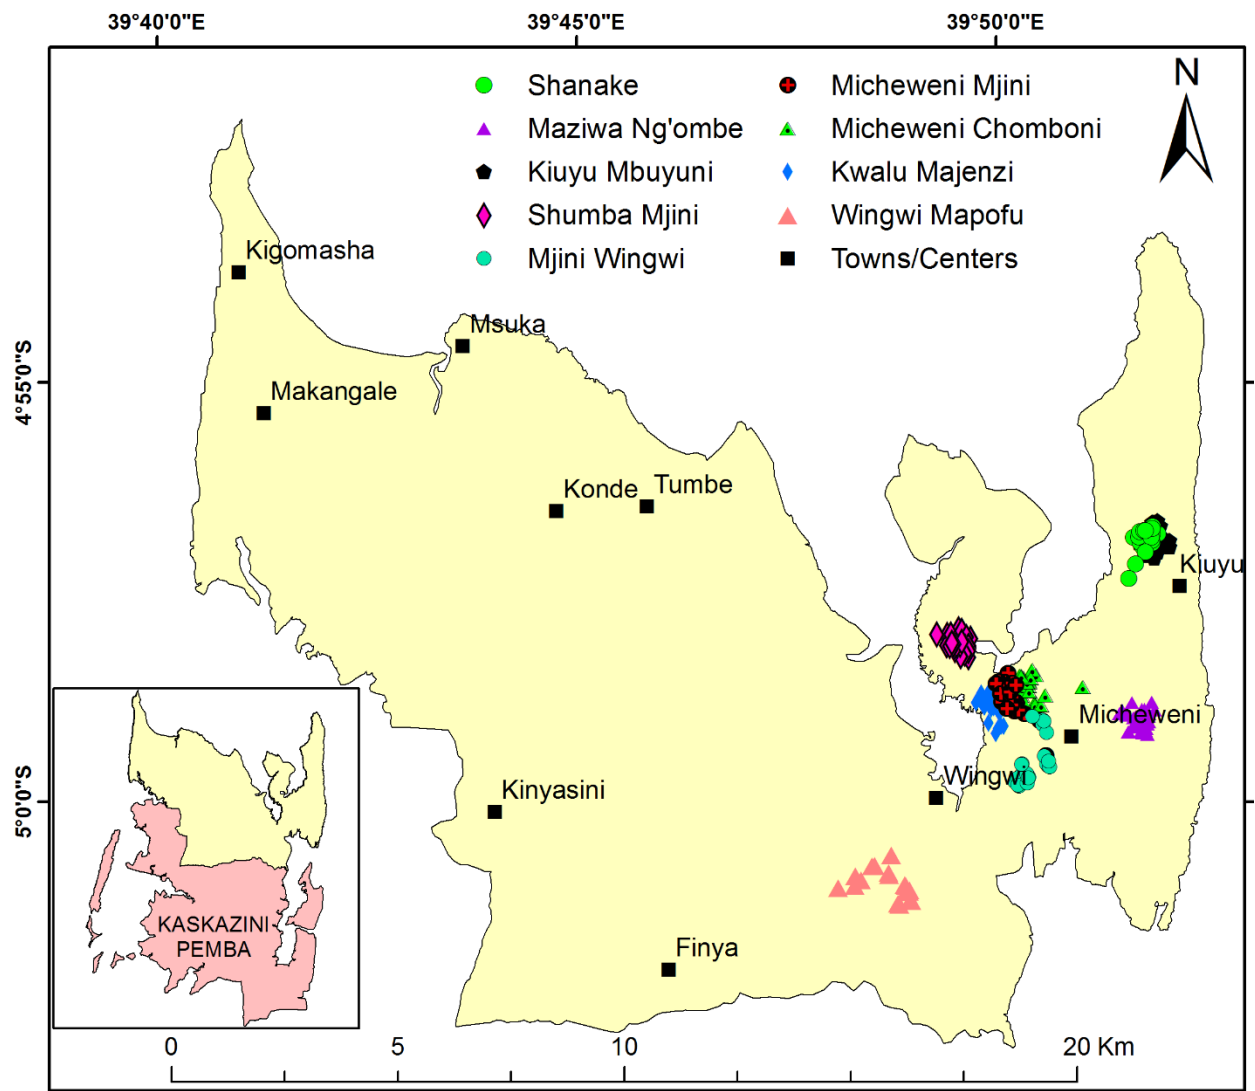 39°40'0"E 39°45'0"E 39°50'0"E
N
Shanake Micheweni Mjini
Maziwa Ng'ombe Micheweni Chomboni
Kiuyu Mbuyuni Kwalu Majenzi
Shumba Mjini Wingwi Mapofu
Mjini Wingwi Towns/Centers
Kigomasha
Msuka
4°55'0"S
Makangale
Konde Tumbe
Kiuyu
Micheweni
Wingwi
5°0'0"S
Kinyasini
KASKAZINI
PEMBA
Finya
0 5 10 20 Km